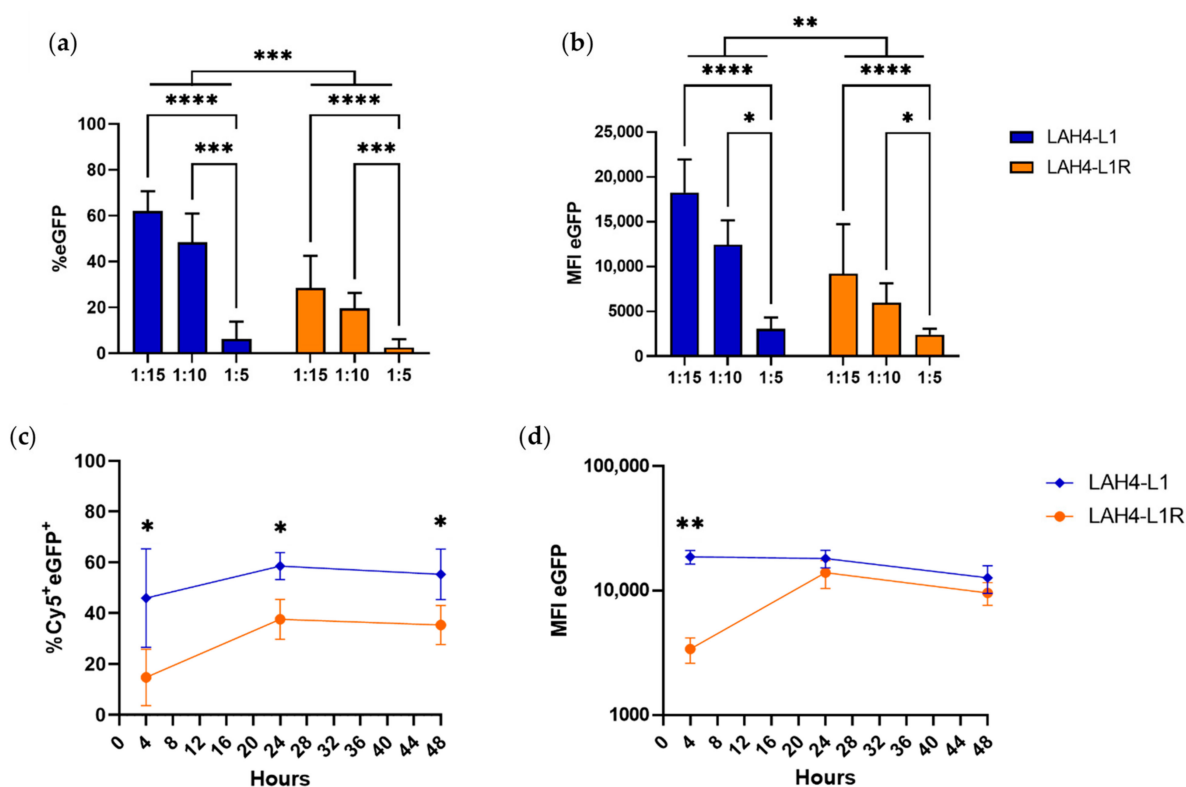 (a)
***
****
****
***
***
%eGFP
100
80
60
40
20
0
1:15 1:10 1:5 1:15 1:10 1:5
(b)
**
****
****
*
*
MFI eGFP
25,000
20,000
15,000
10,000
5000
0
1:15 1:10 1:5 1:15 1:10 1:5
LAH4-L1
LAH4-L1R
(c)
%Cy5+eGFP+
100
80
60
40
20
0
* * *
0 4 8 12 16 20 24 28 32 36 40 44 48
Hours
(d)
MFI eGFP
100,000
10,000
1000
**
0 4 8 12 16 20 24 28 32 36 40 44 48
Hours
LAH4-L1
LAH4-L1R